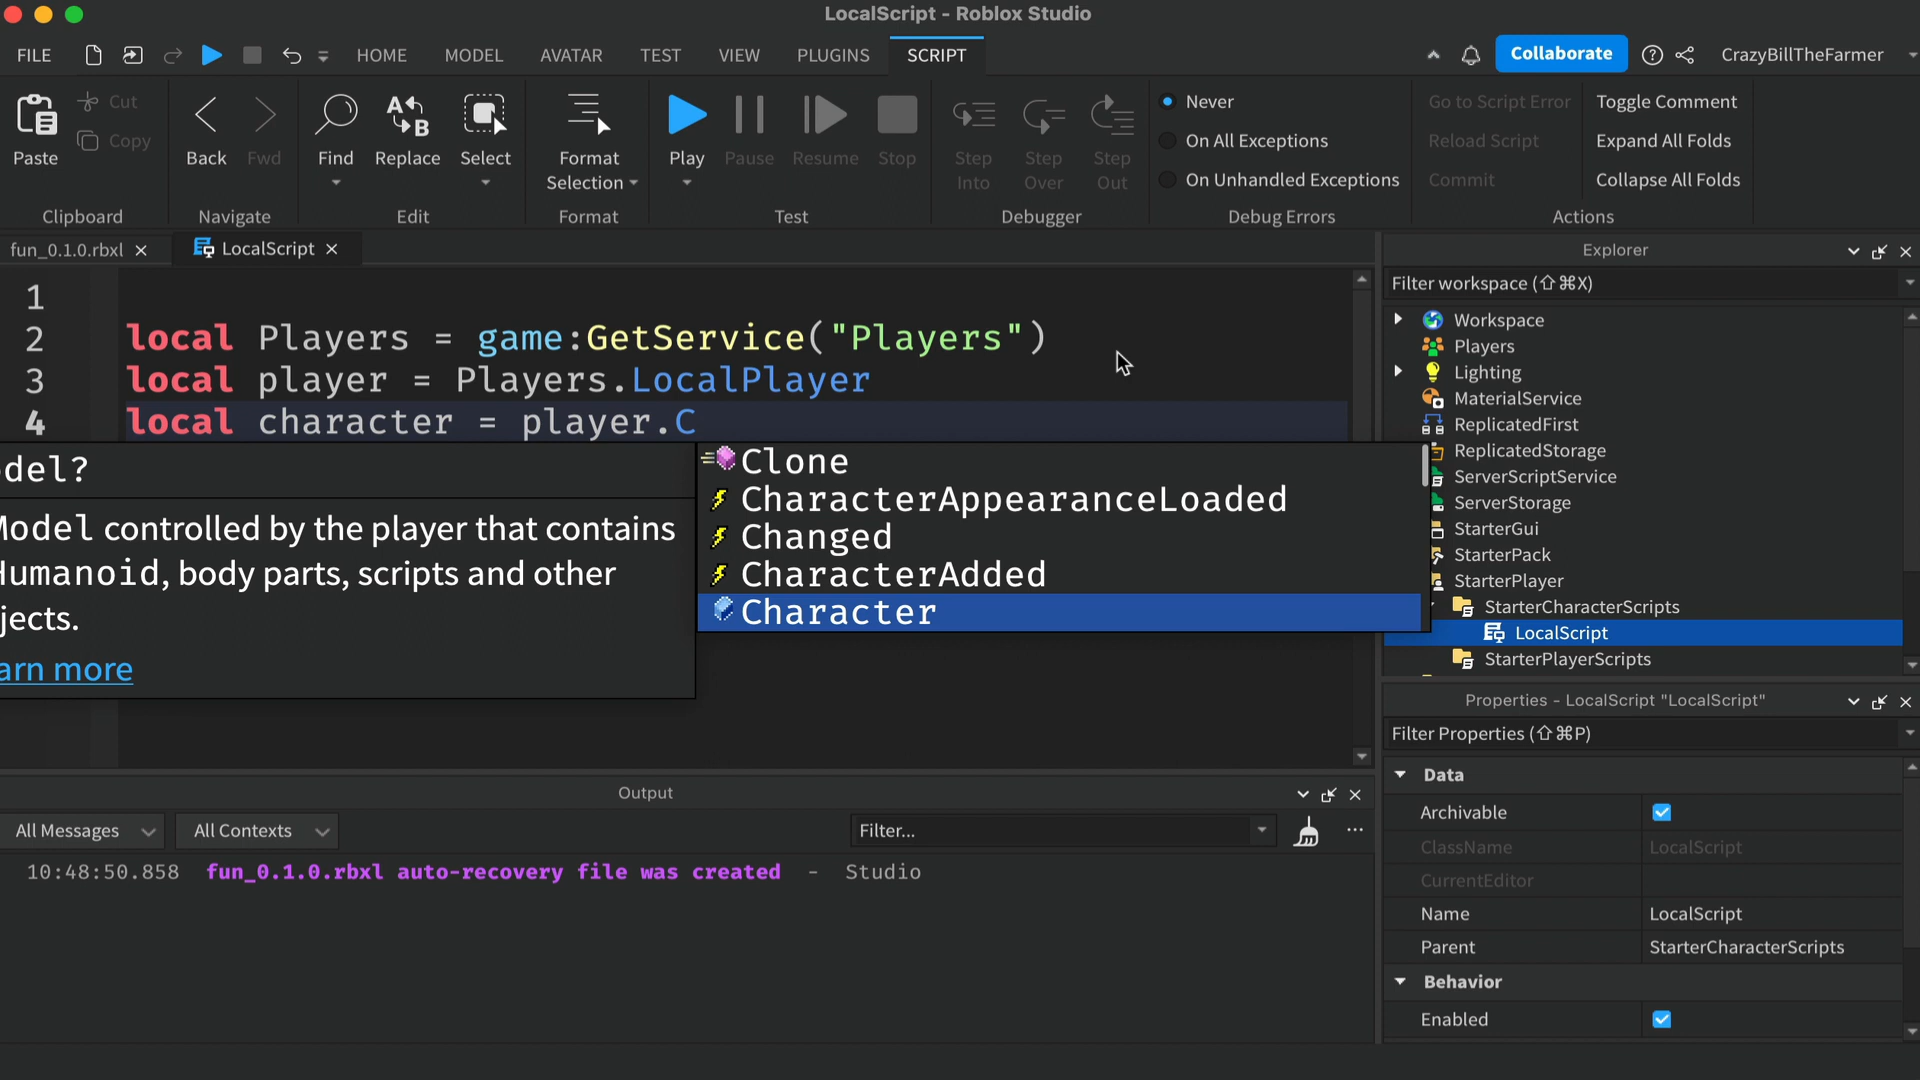 LocalScript - Roblox Studio
FILE HOME MODEL AVATAR TEST VIEW PLUGINS SCRIPT Collaborate CrazyBillTheFarmer
Paste Cut Copy
Clipboard
Back Fwd
Navigate
Find Replace Select
Edit
Format Selection
Format
Play Pause Resume Stop
Test
Step Into Step Over Step Out
Debugger
Never
On All Exceptions
On Unhandled Exceptions
Debug Errors
Go to Script Error Toggle Comment
Reload Script Expand All Folds
Commit Collapse All Folds
Actions
fun_0.1.0.rbxl LocalScript
1
2 local Players = game:GetService("Players")
3 local player = Players.LocalPlayer
4 local character = player.C
del?
Model controlled by the player that contains
Humanoid, body parts, scripts and other
jects.
arn more
Clone
CharacterAppearanceLoaded
Changed
CharacterAdded
Character
Output
All Messages All Contexts Filter...
10:48:50.858 fun_0.1.0.rbxl auto-recovery file was created - Studio
Explorer
Filter workspace (⇧⌘X)
Workspace
Players
Lighting
MaterialService
ReplicatedFirst
ReplicatedStorage
ServerScriptService
ServerStorage
StarterGui
StarterPack
StarterPlayer
StarterCharacterScripts
LocalScript
StarterPlayerScripts
Properties - LocalScript "LocalScript"
Filter Properties (⇧⌘P)
Data
Archivable
ClassName LocalScript
CurrentEditor
Name LocalScript
Parent StarterCharacterScripts
Behavior
Enabled